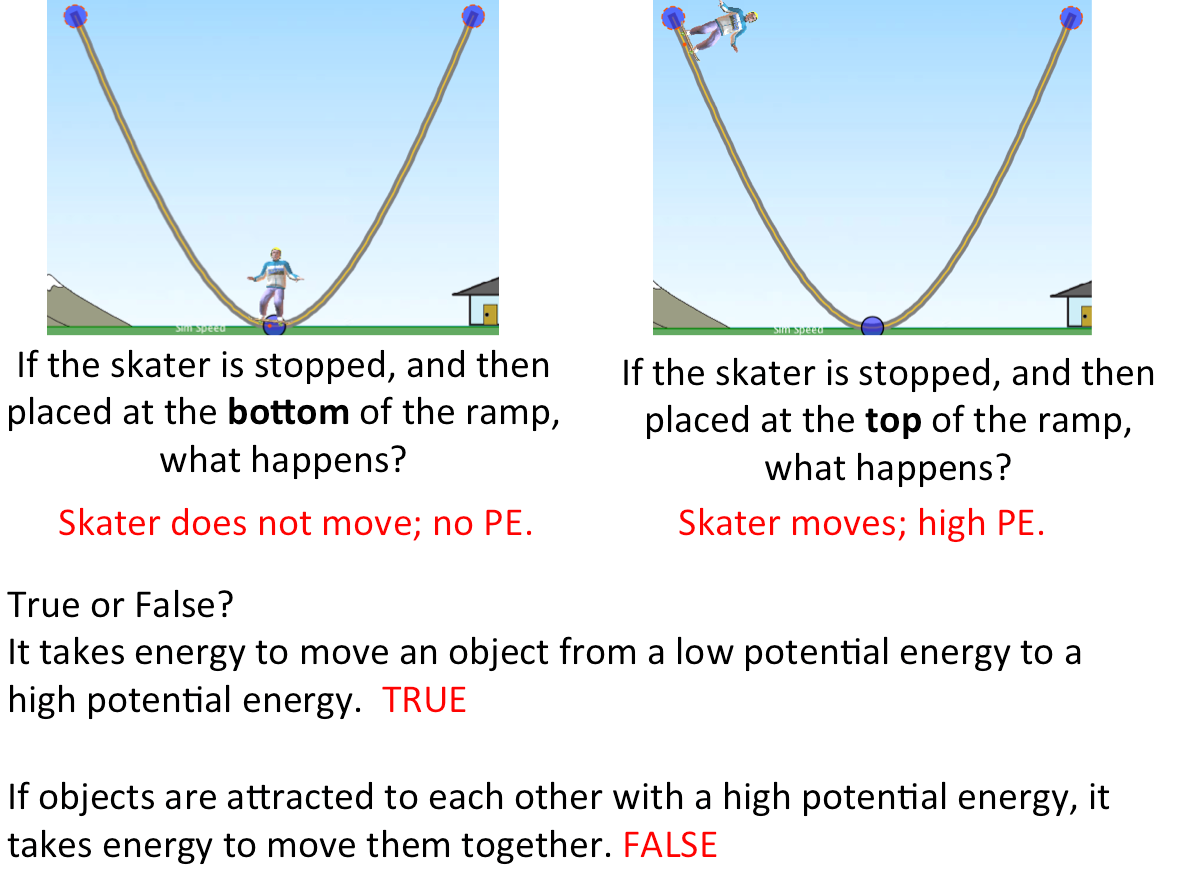 Sim Speed
Sim Speed
If the skater is stopped, and then
placed at the bottom of the ramp,
what happens?
Skater does not move; no PE.
If the skater is stopped, and then
placed at the top of the ramp,
what happens?
Skater moves; high PE.
True or False?
It takes energy to move an object from a low potential energy to a
high potential energy. TRUE
If objects are attracted to each other with a high potential energy, it
takes energy to move them together. FALSE